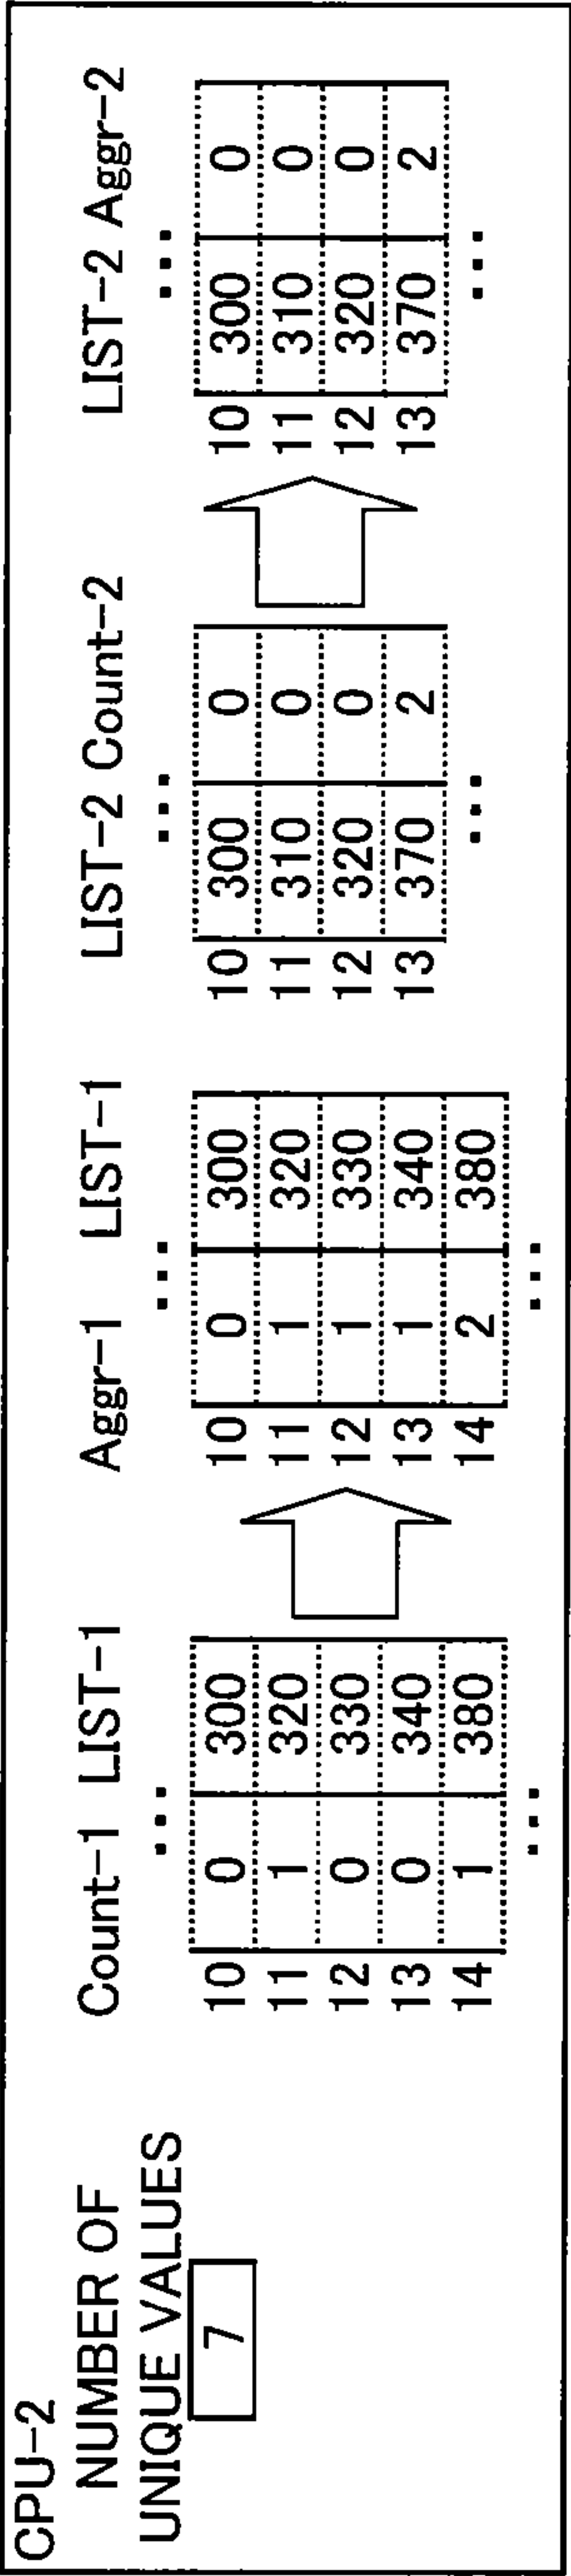 CPU-2
NUMBER OF
UNIQUE VALUES
7
Count-1 LIST-1
...
10 0 300
11 1 320
12 0 330
13 0 340
14 1 380
...
Aggr-1 LIST-1
...
10 0 300
11 1 320
12 1 330
13 1 340
14 2 380
...
LIST-2 Count-2
...
10 300 0
11 310 0
12 320 0
13 370 2
...
LIST-2 Aggr-2
...
10 300 0
11 310 0
12 320 0
13 370 2
...